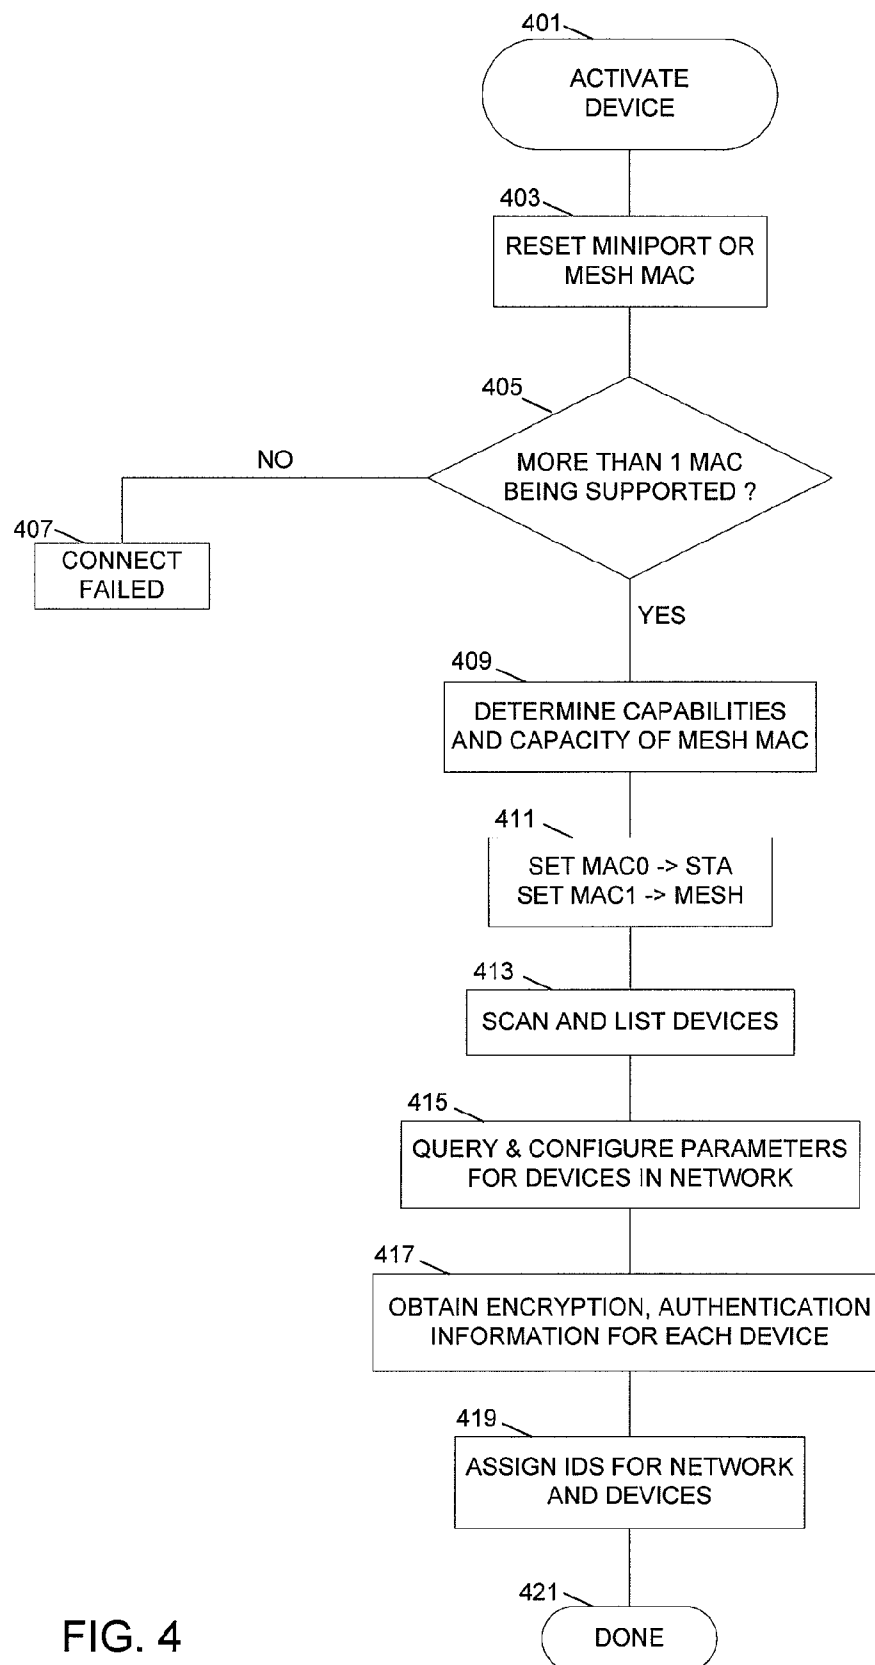 401
ACTIVATE
DEVICE
403
RESET MINIPORT OR
MESH MAC
405
MORE THAN 1 MAC
BEING SUPPORTED ?
NO
407
CONNECT
FAILED
YES
409
DETERMINE CAPABILITIES
AND CAPACITY OF MESH MAC
411
SET MAC0 -> STA
SET MAC1 -> MESH
413
SCAN AND LIST DEVICES
415
QUERY & CONFIGURE PARAMETERS
FOR DEVICES IN NETWORK
417
OBTAIN ENCRYPTION, AUTHENTICATION
INFORMATION FOR EACH DEVICE
419
ASSIGN IDS FOR NETWORK
AND DEVICES
421
DONE
FIG. 4